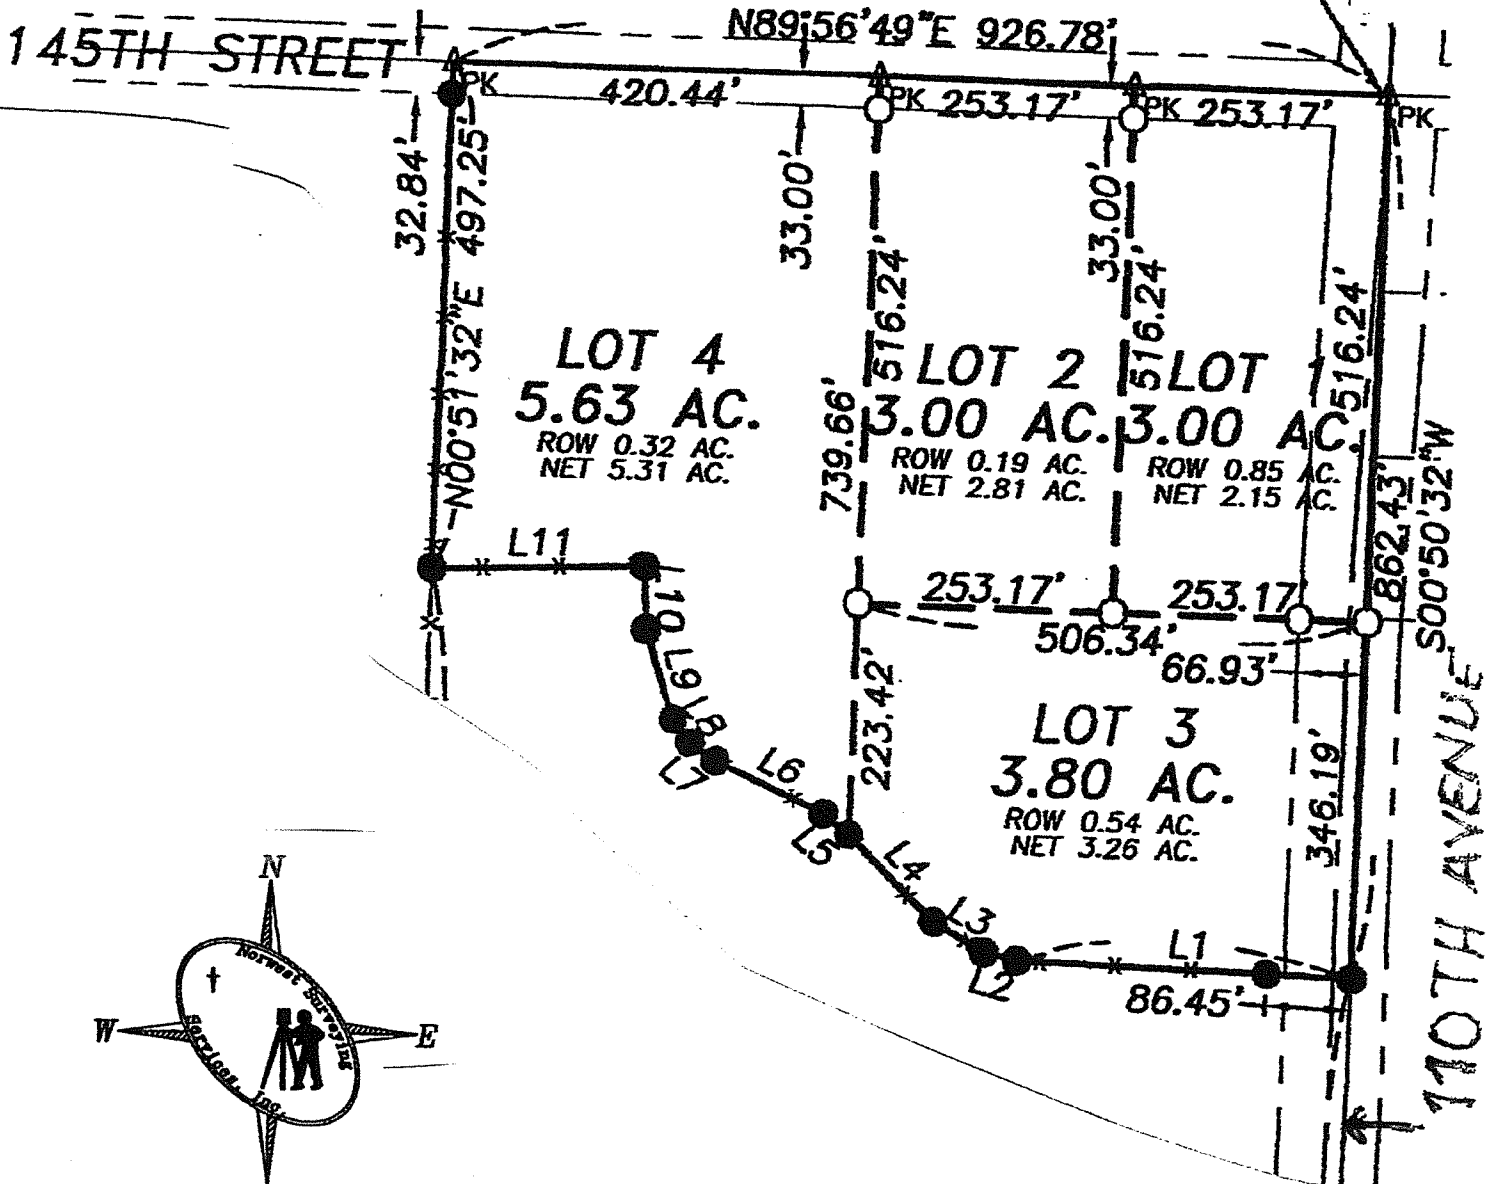 145TH STREET
N89°56'49"E 926.78'
PK
PK
PK
PK
420.44'
253.17'
253.17'
32.84'
N00°51'32"E 497.25'
33.00'
33.00'
516.24'
516.24'
516.24'
739.66'
862.43'
S00°50'32"W
LOT 4
5.63 AC.
ROW 0.32 AC.
NET 5.31 AC.
LOT 2
3.00 AC.
ROW 0.19 AC.
NET 2.81 AC.
LOT 1
3.00 AC.
ROW 0.85 AC.
NET 2.15 AC.
L11
L10
L9
L8
L7
L6
L5
L4
L3
L2
L1
253.17'
253.17'
506.34'
66.93'
223.42'
LOT 3
3.80 AC.
ROW 0.54 AC.
NET 3.26 AC.
346.19'
86.45'
110TH AVENUE
N
W
E
Norwest Surveying
Services, Inc.